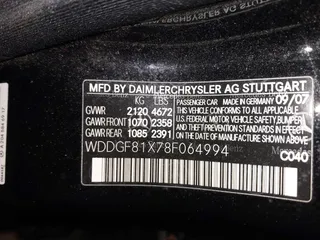 MFD BY DAIMLERCHRYSLER AG STUTTGART
KG LBS PASSENGER CAR MADE IN GERMANY 09/07
GVWR 2120 4672 THIS VEHICLE CONFORMS TO ALL APPLICABLE
GAWR FRONT 1070 2358 U.S. FEDERAL MOTOR VEHICLE SAFETY, BUMPER
GAWR REAR 1085 2391 AND THEFT PREVENTION STANDARDS IN EFFECT
ON THE DATE OF MANUFACTURE SHOWN ABOVE
WDDGF81X78F064994
C040